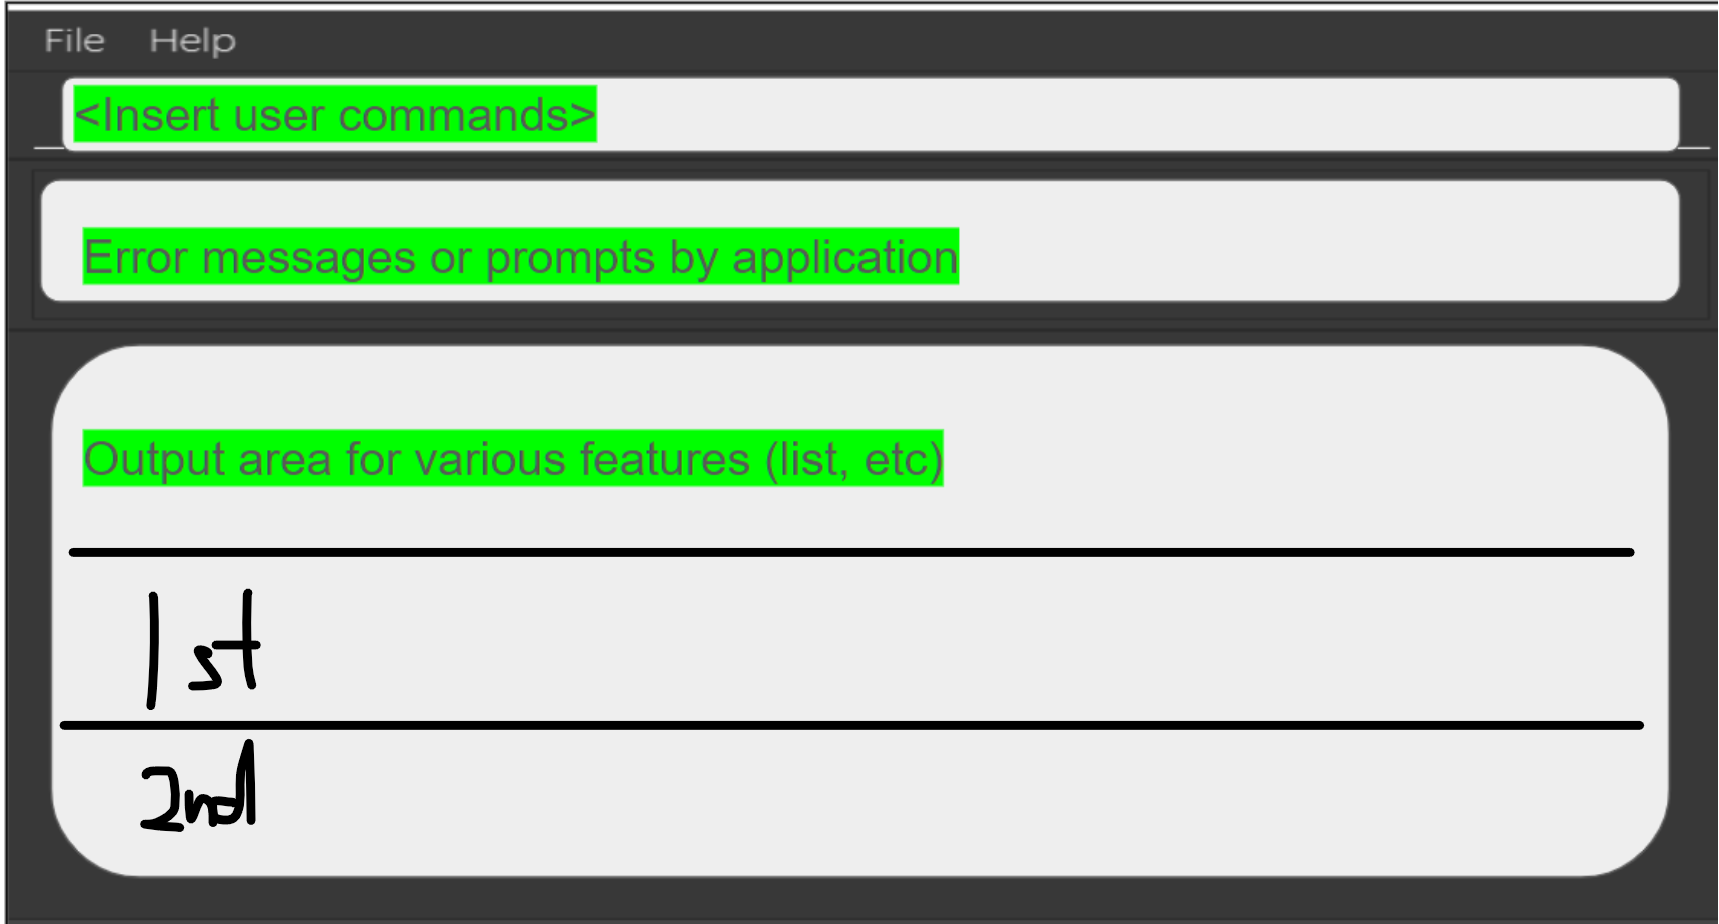 File Help
<Insert user commands>
Error messages or prompts by application
Output area for various features (list, etc)
1st
2nd